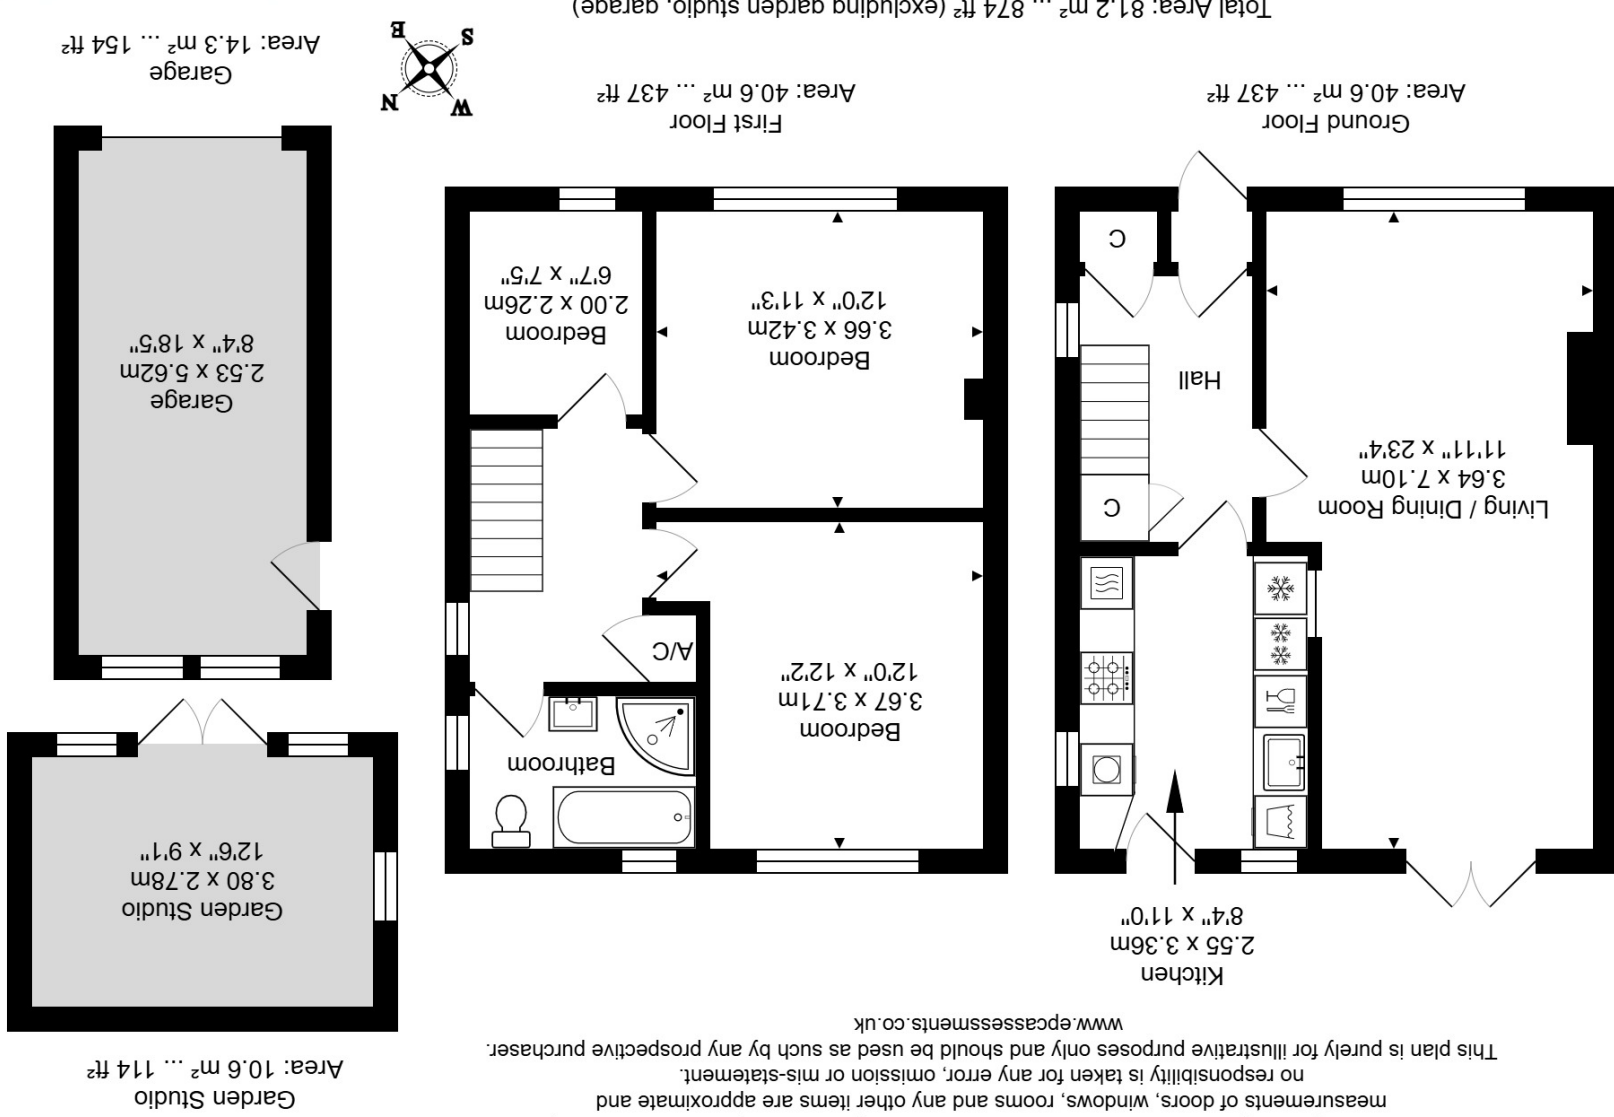 measurements of doors, windows, rooms and any other items are approximate and
no responsibility is taken for any error, omission or mis-statement.
This plan is purely for illustrative purposes only and should be used as such by any prospective purchaser.
www.epcassessments.co.uk
Garden Studio
Area: 10.6 m² ... 114 ft²
Kitchen
2.55 x 3.36m
8'4" x 11'0"
Living / Dining Room
3.64 x 7.10m
11'11" x 23'4"
C
Hall
C
Ground Floor
Area: 40.6 m² ... 437 ft²
Bathroom
Bedroom
3.67 x 3.71m
12'0" x 12'2"
A/C
Bedroom
3.66 x 3.42m
12'0" x 11'3"
Bedroom
2.00 x 2.26m
6'7" x 7'5"
First Floor
Area: 40.6 m² ... 437 ft²
Garden Studio
3.80 x 2.78m
12'6" x 9'1"
Garage
2.53 x 5.62m
8'4" x 18'5"
W
N
S
E
Garage
Area: 14.3 m² ... 154 ft²
Total Area: 81.2 m² ... 874 ft² (excluding garden studio, garage)